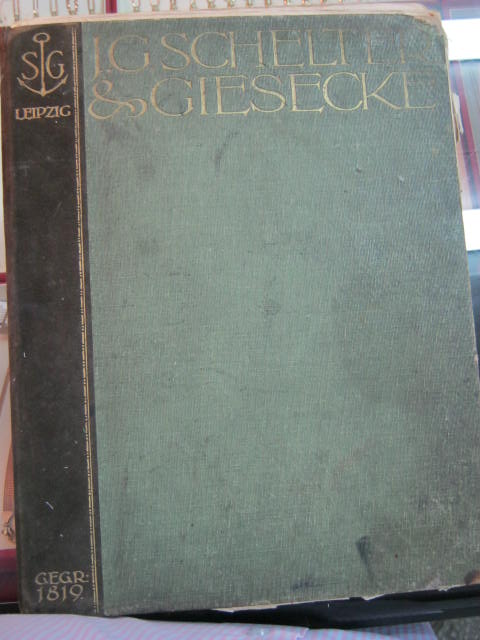 SG
LEIPZIG
J.G SCHELTER
& GIESECKE
GEGR:
1819